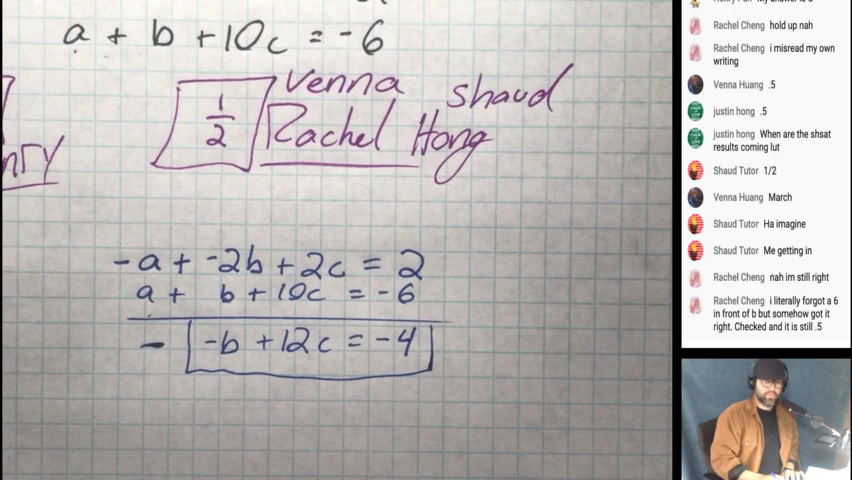 a + b + 10c = -6
venna shaud
1/2 Rachel Hong
nry
-a + -2b + 2c = 2
a + b + 10c = -6
- -b + 12c = -4
Rachel Cheng hold up nah
Rachel Cheng i misread my own
writing
Venna Huang .5
justin hong .5
justin hong When are the shsat
results coming lut
Shaud Tutor 1/2
Venna Huang March
Shaud Tutor Ha imagine
Shaud Tutor Me getting in
Rachel Cheng nah im still right
Rachel Cheng i literally forgot a 6
in front of b but somehow got it
right. Checked and it is still .5